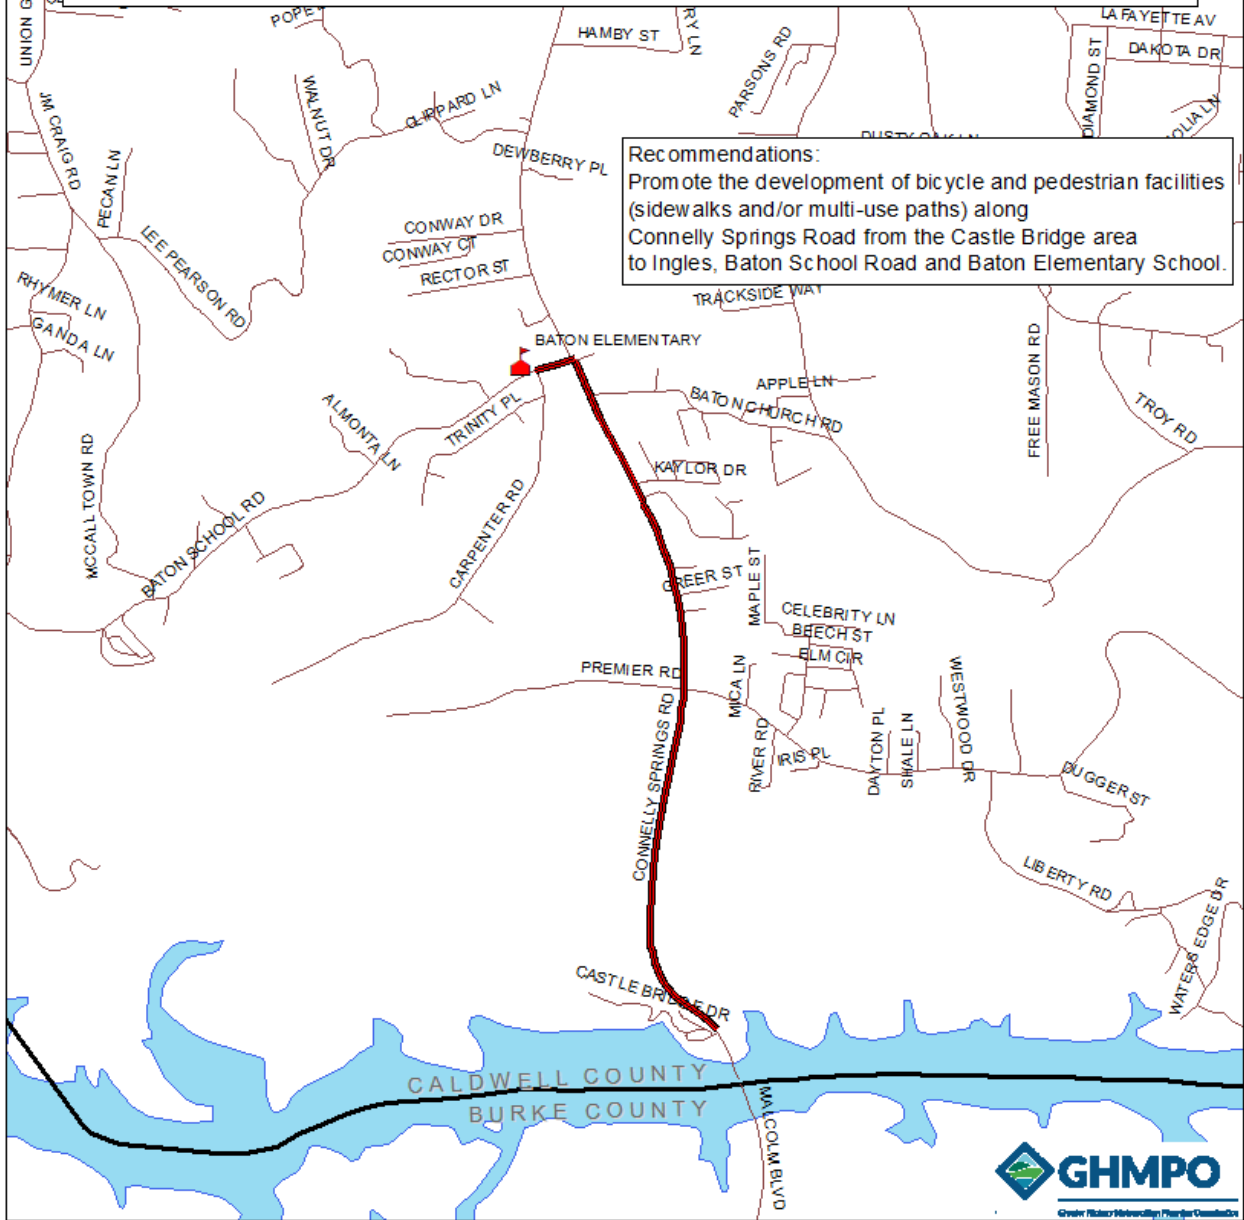 UNION G
POPE
RY LN
HAMBY ST
PARSONS RD
LAFAYETTE AV
DAKOTA DR
DIAMOND ST
OLIA LN
JM CRAIG RD
WALNUT DR
CLIPPARD LN
DEWBERRY PL
DUSTY OAK LN
PECAN LN
Recommendations:
Promote the development of bicycle and pedestrian facilities
(sidewalks and/or multi-use paths) along
Connelly Springs Road from the Castle Bridge area
to Ingles, Baton School Road and Baton Elementary School.
LEE PEARSON RD
CONWAY DR
CONWAY CT
RECTOR ST
RHYMER LN
GANDA LN
TRACKSIDE WAY
BATON ELEMENTARY
FREE MASON RD
TROY RD
APPLE LN
BATON CHURCH RD
ALMONTA LN
TRINITY PL
KAYLOR DR
MCCALL TOWN RD
BATON SCHOOL RD
CARPENTER RD
GREER ST
MAPLE ST
CELEBRITY LN
BEECH ST
ELM CIR
PREMIER RD
MICA LN
WESTWOOD DR
CONNELLY SPRINGS RD
RIVER RD
IRIS PL
DAYTON PL
SHALE LN
DUGGER ST
LIBERTY RD
WATERS EDGE DR
CASTLE BRIDGE DR
CALDWELL COUNTY
BURKE COUNTY
MALCOLM BLVD
GHMPO